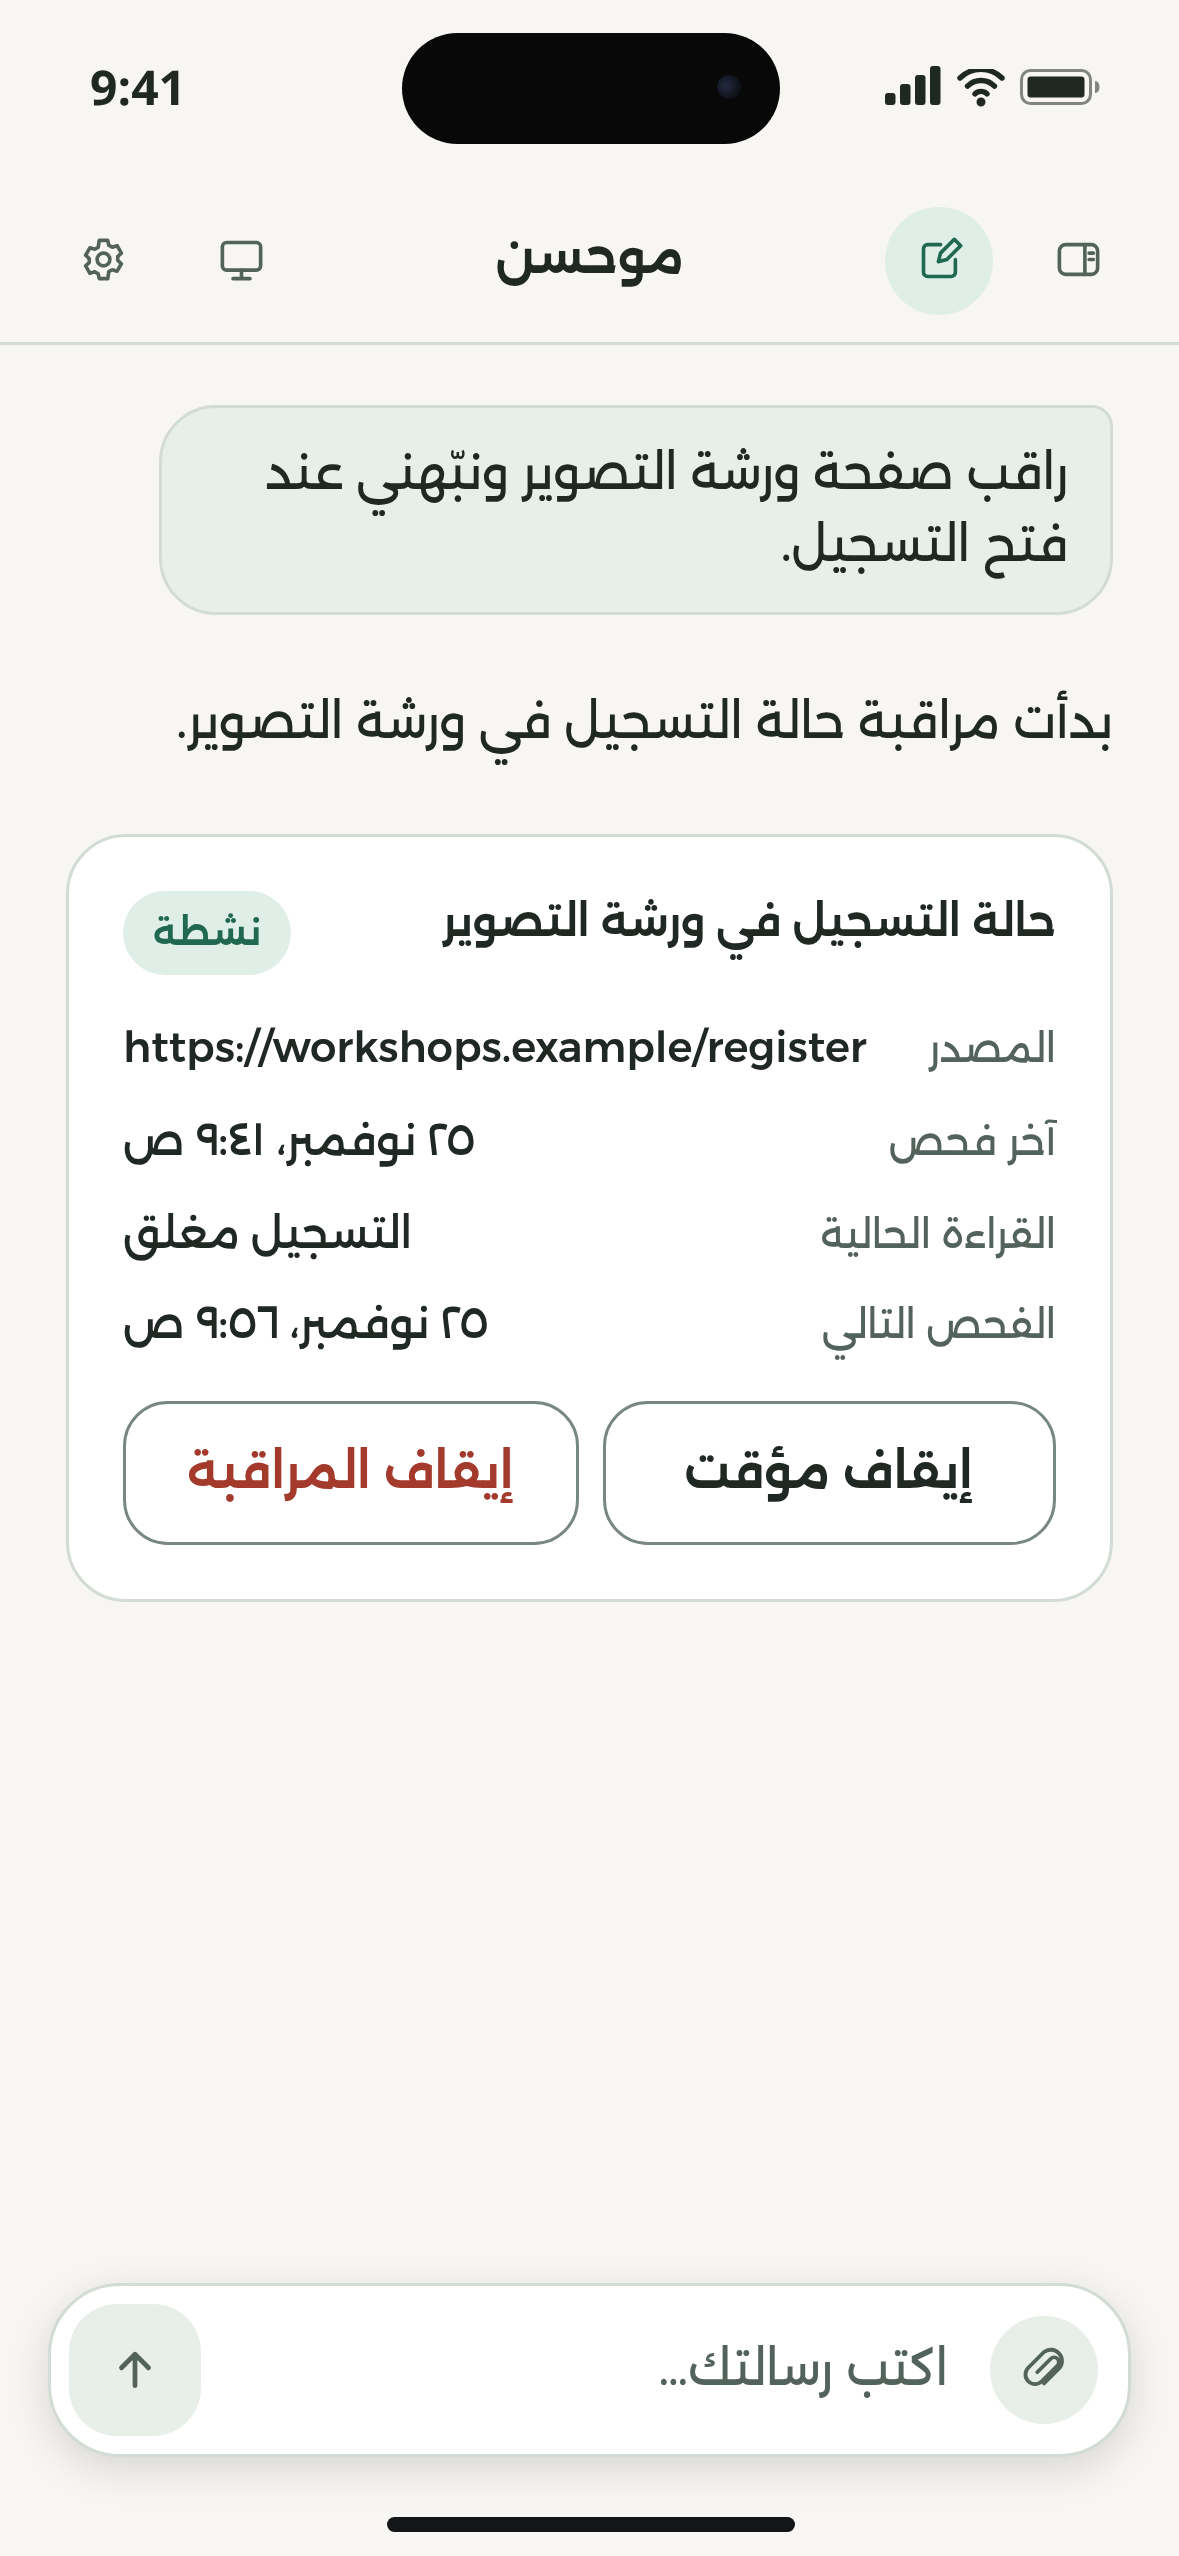 9:41
موحسن
راقب صفحة ورشة التصوير ونبّهني عند
فتح التسجيل.
بدأت مراقبة حالة التسجيل في ورشة التصوير.
حالة التسجيل في ورشة التصوير
نشطة
المصدر
https://workshops.example/register
آخر فحص
٢٥ نوفمبر، ٩:٤١ ص
القراءة الحالية
التسجيل مغلق
الفحص التالي
٢٥ نوفمبر، ٩:٥٦ ص
إيقاف مؤقت
إيقاف المراقبة
اكتب رسالتك...